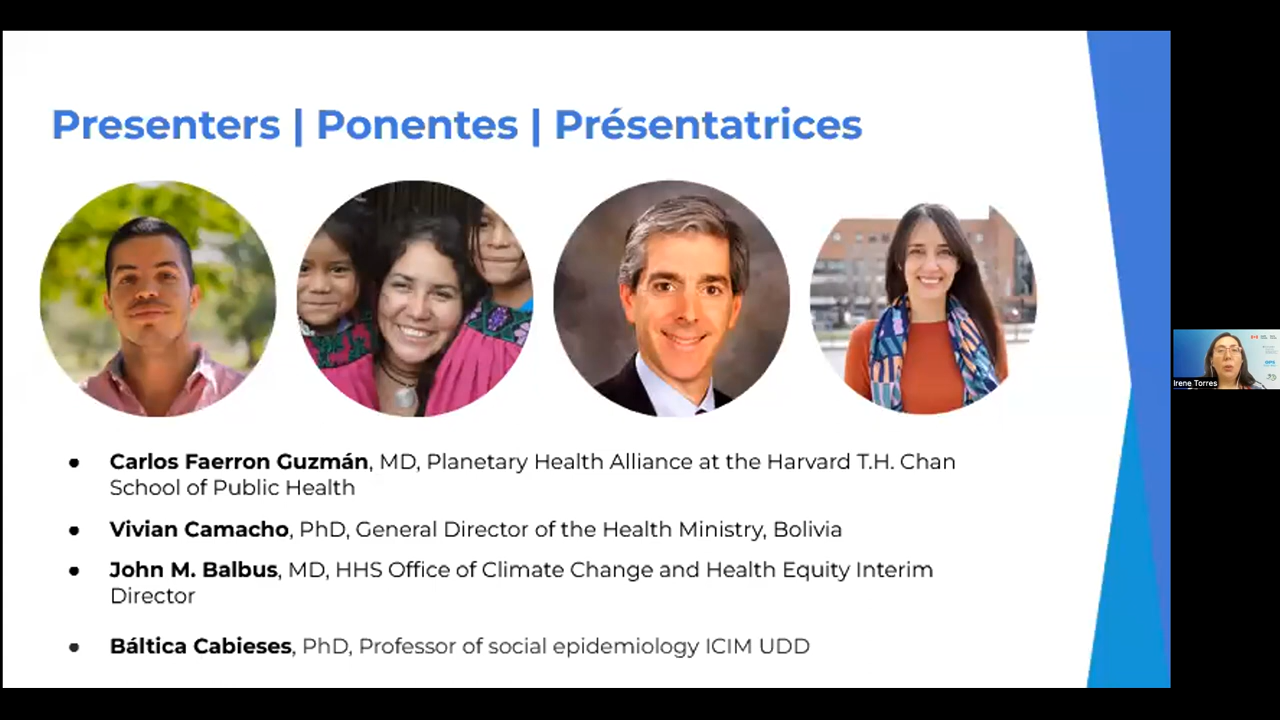 Presenters | Ponentes | Présentatrices
● Carlos Faerron Guzmán, MD, Planetary Health Alliance at the Harvard T.H. Chan
School of Public Health
● Vivian Camacho, PhD, General Director of the Health Ministry, Bolivia
● John M. Balbus, MD, HHS Office of Climate Change and Health Equity Interim
Director
● Báltica Cabieses, PhD, Professor of social epidemiology ICIM UDD
Irene Torres